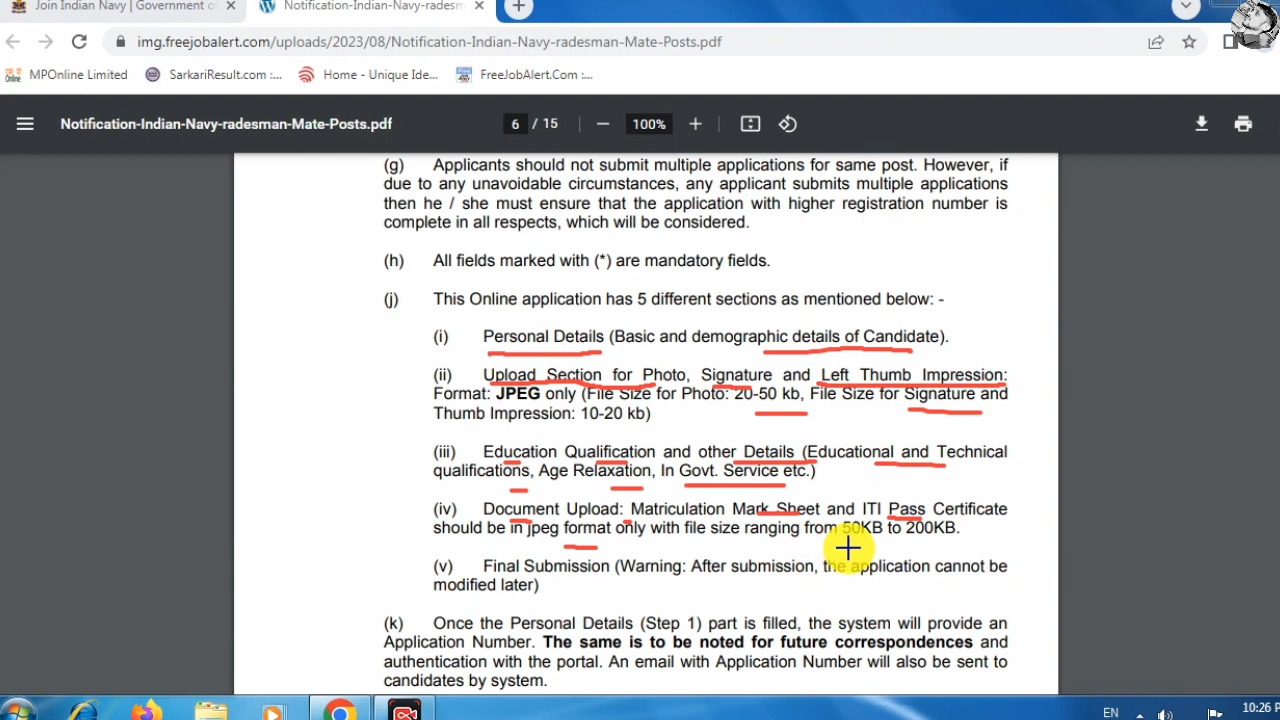 Join Indian Navy | Government o
Notification-Indian-Navy-radesm
img.freejobalert.com/uploads/2023/08/Notification-Indian-Navy-radesman-Mate-Posts.pdf
MPOnline Limited
SarkariResult.com :...
Home - Unique Ide...
FreeJobAlert.Com :...
Notification-Indian-Navy-radesman-Mate-Posts.pdf
6 / 15
100%
(g) Applicants should not submit multiple applications for same post. However, if
due to any unavoidable circumstances, any applicant submits multiple applications
then he / she must ensure that the application with higher registration number is
complete in all respects, which will be considered.
(h) All fields marked with (*) are mandatory fields.
(j) This Online application has 5 different sections as mentioned below: -
(i) Personal Details (Basic and demographic details of Candidate).
(ii) Upload Section for Photo, Signature and Left Thumb Impression:
Format: JPEG only (File Size for Photo: 20-50 kb, File Size for Signature and
Thumb Impression: 10-20 kb)
(iii) Education Qualification and other Details (Educational and Technical
qualifications, Age Relaxation, In Govt. Service etc.)
(iv) Document Upload: Matriculation Mark Sheet and ITI Pass Certificate
should be in jpeg format only with file size ranging from 50KB to 200KB.
(v) Final Submission (Warning: After submission, the application cannot be
modified later)
(k) Once the Personal Details (Step 1) part is filled, the system will provide an
Application Number. The same is to be noted for future correspondences and
authentication with the portal. An email with Application Number will also be sent to
candidates by system.
EN
10:26 P